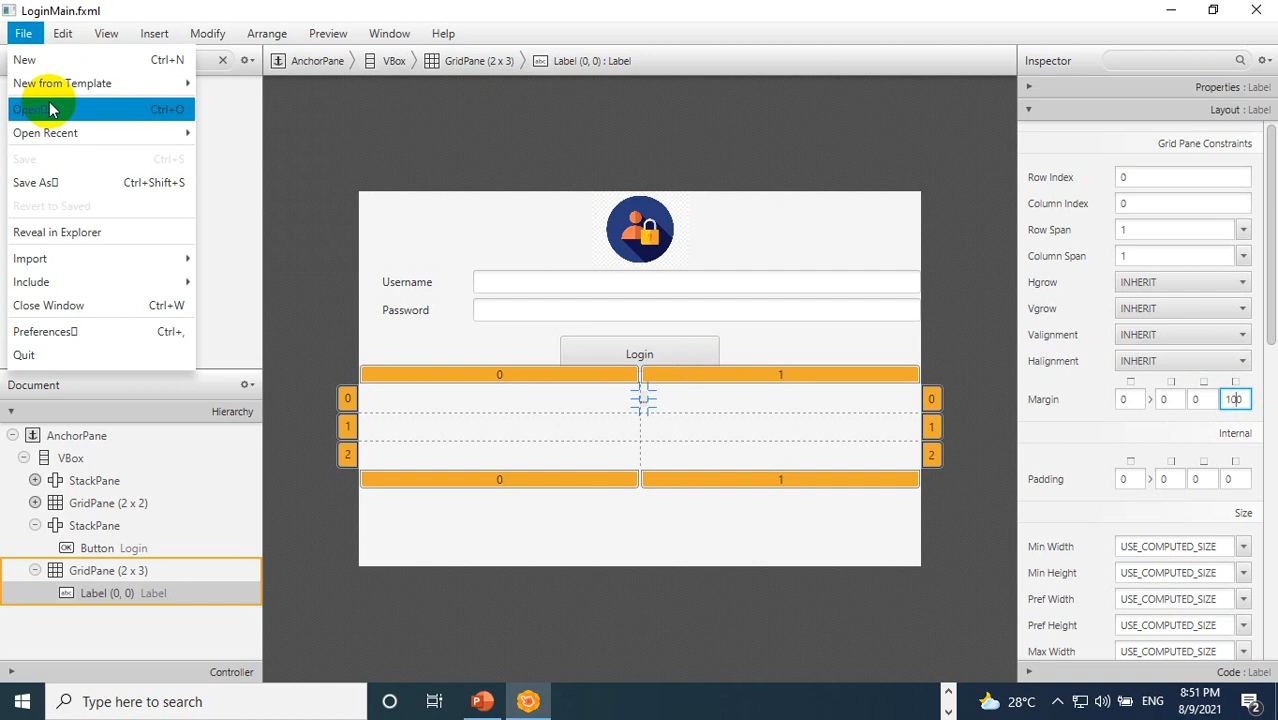 LoginMain.fxml
File Edit View Insert Modify Arrange Preview Window Help
New Ctrl+N
New from Template
Open Ctrl+O
Open Recent
Save Ctrl+S
Save As Ctrl+Shift+S
Revert to Saved
Reveal in Explorer
Import
Include
Close Window Ctrl+W
Preferences Ctrl+,
Quit
AnchorPane VBox GridPane (2 x 3) Label (0, 0) : Label
Username
Password
Login
0 1
0 0
1 1
2 2
0 1
Document
Hierarchy
AnchorPane
VBox
StackPane
GridPane (2 x 2)
StackPane
OK Button Login
GridPane (2 x 3)
abc Label (0, 0) Label
Controller
Inspector
Properties : Label
Layout : Label
Grid Pane Constraints
Row Index 0
Column Index 0
Row Span 1
Column Span 1
Hgrow INHERIT
Vgrow INHERIT
Valignment INHERIT
Halignment INHERIT
Margin 0 0 0 100
Internal
Padding 0 0 0 0
Size
Min Width USE_COMPUTED_SIZE
Min Height USE_COMPUTED_SIZE
Pref Width USE_COMPUTED_SIZE
Pref Height USE_COMPUTED_SIZE
Max Width USE_COMPUTED_SIZE
Code : Label
Type here to search
28°C
ENG
8:51 PM
8/9/2021
2